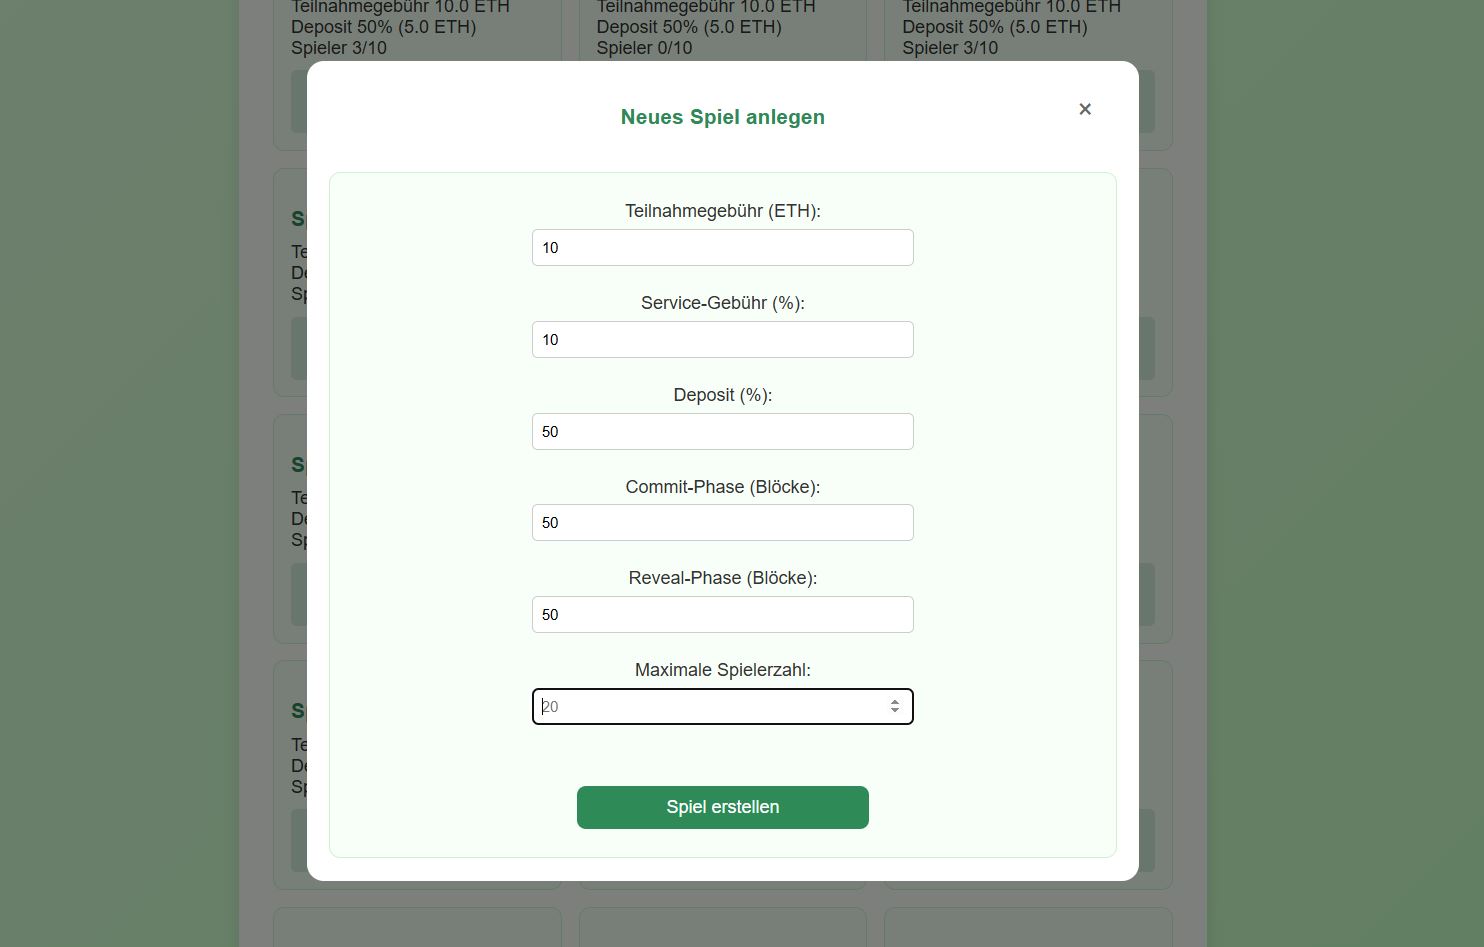 Teilnahmegebühr 10.0 ETH
Deposit 50% (5.0 ETH)
Spieler 3/10
Teilnahmegebühr 10.0 ETH
Deposit 50% (5.0 ETH)
Spieler 0/10
Teilnahmegebühr 10.0 ETH
Deposit 50% (5.0 ETH)
Spieler 3/10
Neues Spiel anlegen
×
Teilnahmegebühr (ETH):
10
Service-Gebühr (%):
10
Deposit (%):
50
Commit-Phase (Blöcke):
50
Reveal-Phase (Blöcke):
50
Maximale Spielerzahl:
20
Spiel erstellen